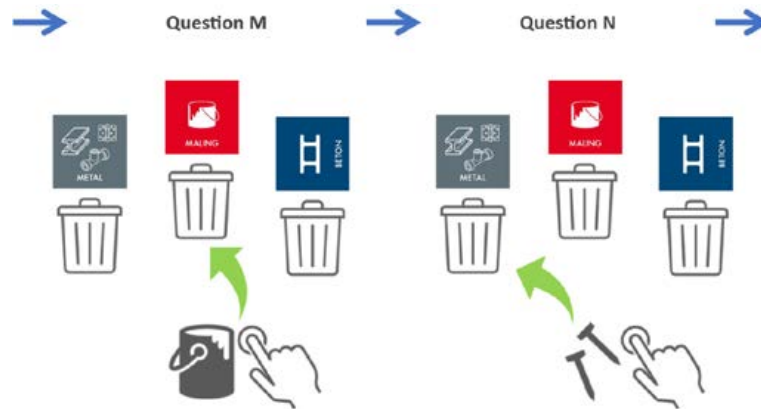 Question M
Question N
METAL
MALING
BETON
METAL
MALING
BETON